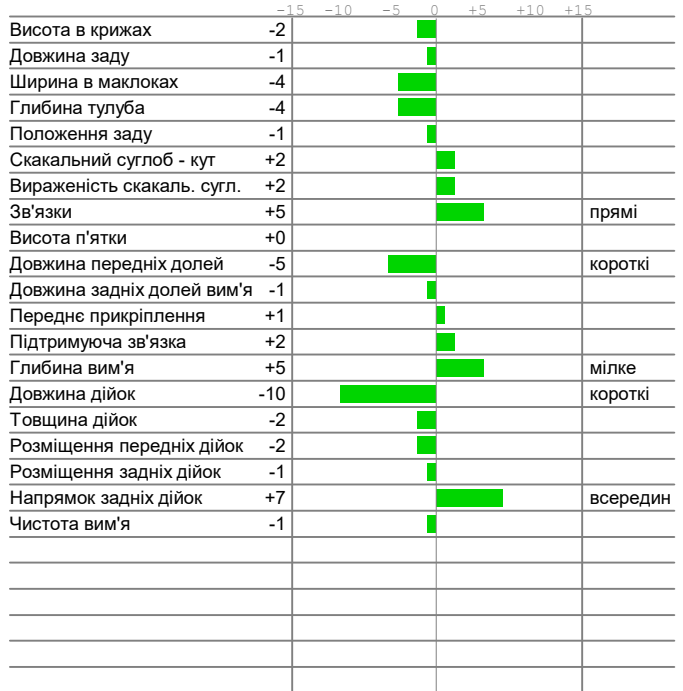 -15 -10 -5 0 +5 +10 +15
Висота в крижах -2
Довжина заду -1
Ширина в маклоках -4
Глибина тулуба -4
Положення заду -1
Скакальний суглоб - кут +2
Вираженість скакаль. сугл. +2
Зв'язки +5 прямі
Висота п'ятки +0
Довжина передніх долей -5 короткі
Довжина задніх долей вим'я -1
Переднє прикріплення +1
Підтримуюча зв'язка +2
Глибина вим'я +5 мілке
Довжина дійок -10 короткі
Товщина дійок -2
Розміщення передніх дійок -2
Розміщення задніх дійок -1
Напрямок задніх дійок +7 всередин
Чистота вим'я -1